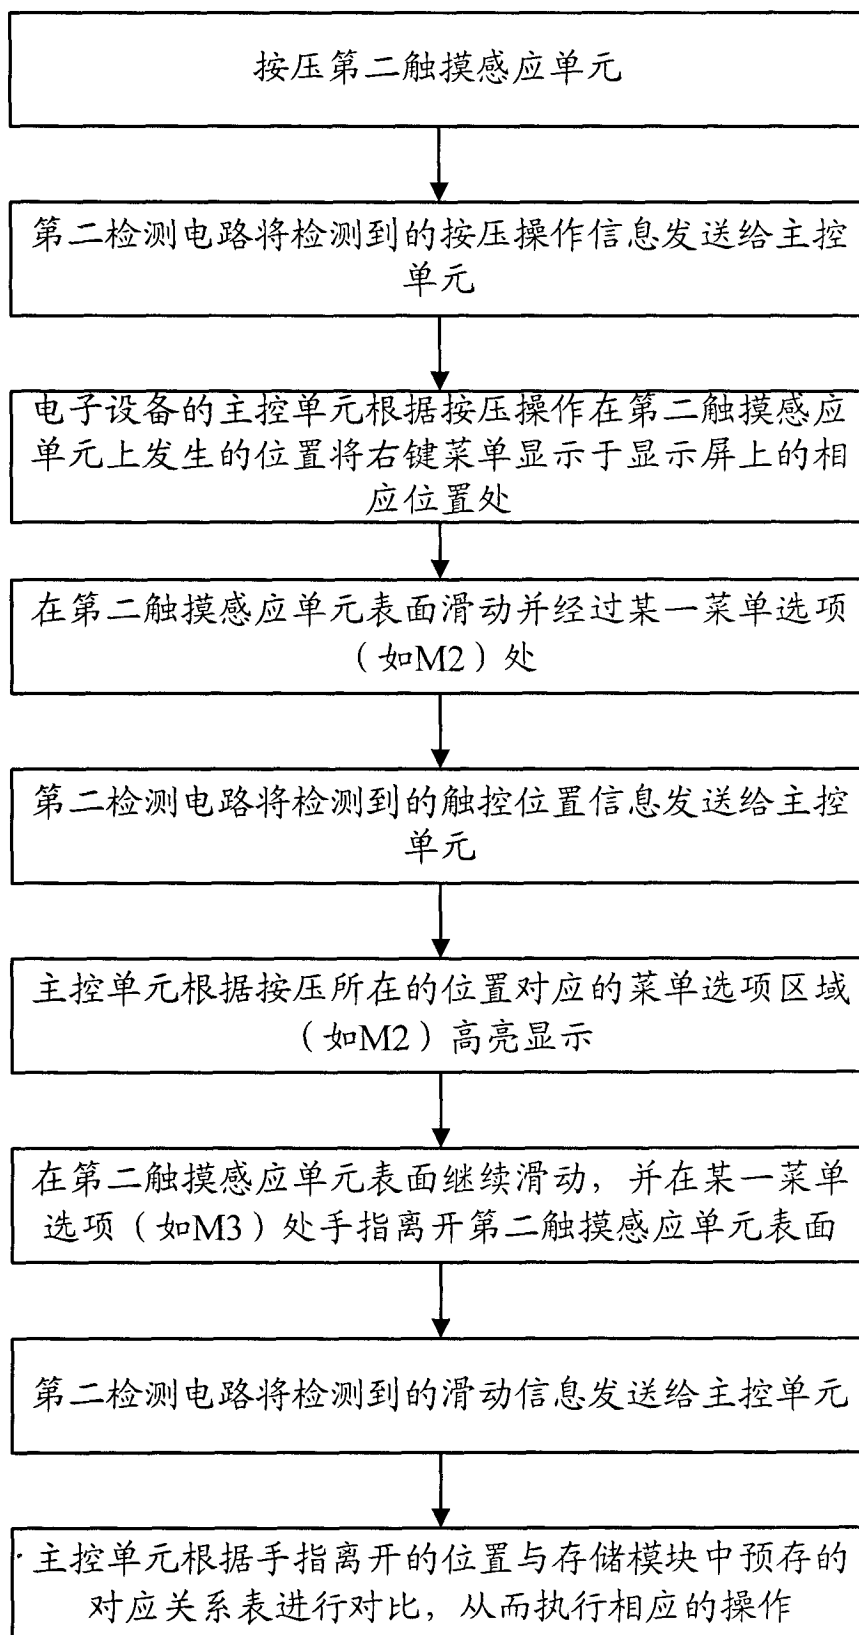 按压第二触摸感应单元
第二检测电路将检测到的按压操作信息发送给主控
单元
电子设备的主控单元根据按压操作在第二触摸感应
单元上发生的位置将右键菜单显示于显示屏上的相
应位置处
在第二触摸感应单元表面滑动并经过某一菜单选项
（如M2）处
第二检测电路将检测到的触控位置信息发送给主控
单元
主控单元根据按压所在的位置对应的菜单选项区域
（如M2）高亮显示
在第二触摸感应单元表面继续滑动，并在某一菜单
选项（如M3）处手指离开第二触摸感应单元表面
第二检测电路将检测到的滑动信息发送给主控单元
主控单元根据手指离开的位置与存储模块中预存的
对应关系表进行对比，从而执行相应的操作